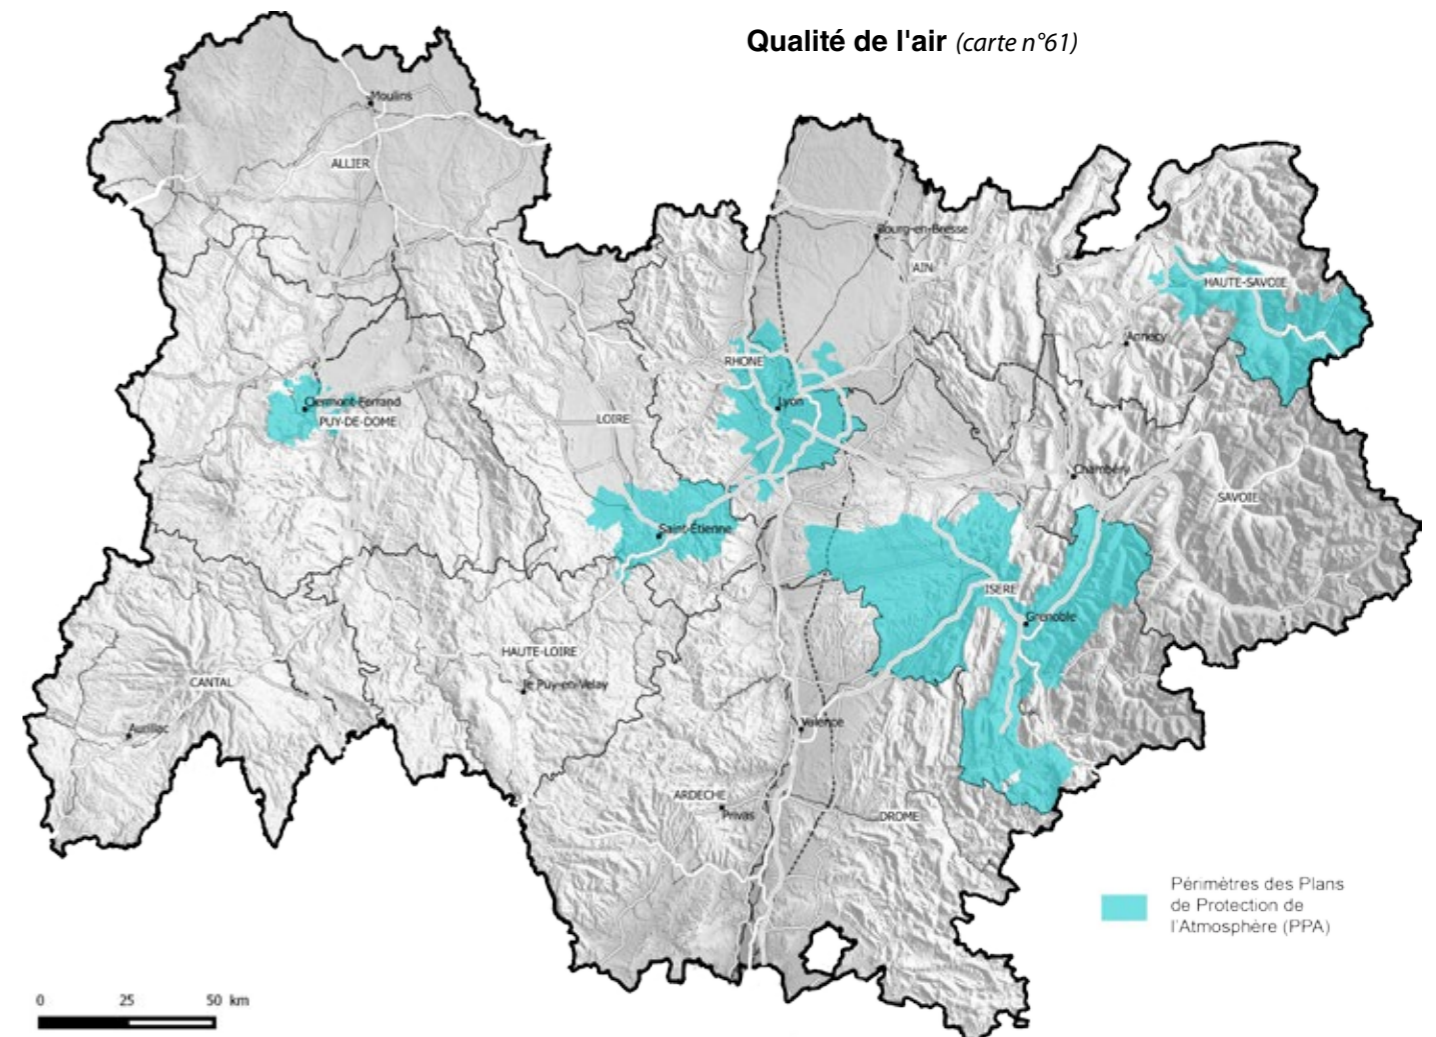 Qualité de l'air (carte n°61)
Moulins
ALLIER
Bourg-en-Bresse
AIN
HAUTE-SAVOIE
Annecy
RHONE
Lyon
Clermont-Ferrand
PUY-DE-DOME
LOIRE
Chambéry
SAVOIE
Saint-Étienne
ISERE
Grenoble
HAUTE-LOIRE
le Puy-en-Velay
CANTAL
Aurillac
Valence
ARDECHE
Privas
DROME
Périmètres des Plans
de Protection de
l'Atmosphère (PPA)
0 25 50 km